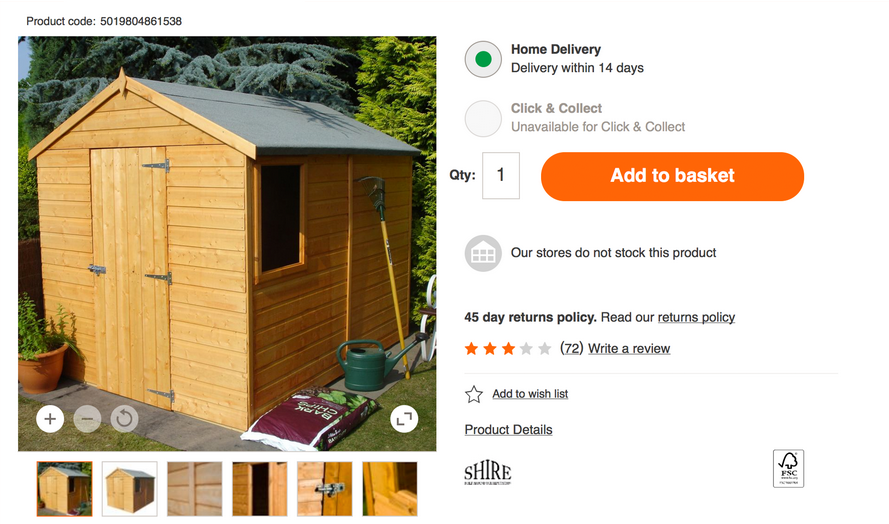 Product code: 5019804861538
Home Delivery
Delivery within 14 days
Click & Collect
Unavailable for Click & Collect
Qty: 1 Add to basket
Our stores do not stock this product
45 day returns policy. Read our returns policy
(72) Write a review
Add to wish list
Product Details
BARK
CHIPS
SHIRE
FSC